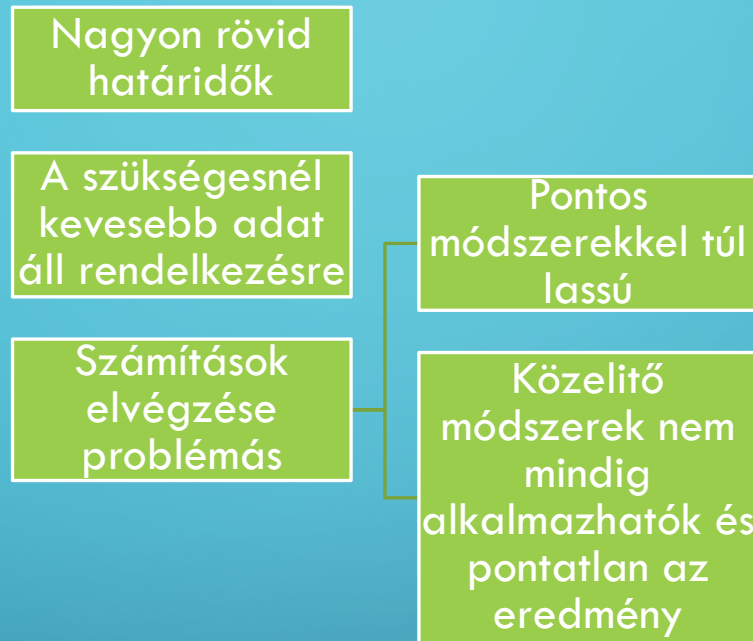 Nagyon rövid
határidők
A szükségesnél
kevesebb adat
áll rendelkezésre
Számítások
elvégzése
problémás
Pontos
módszerekkel túl
lassú
Közelitő
módszerek nem
mindig
alkalmazhatók és
pontatlan az
eredmény